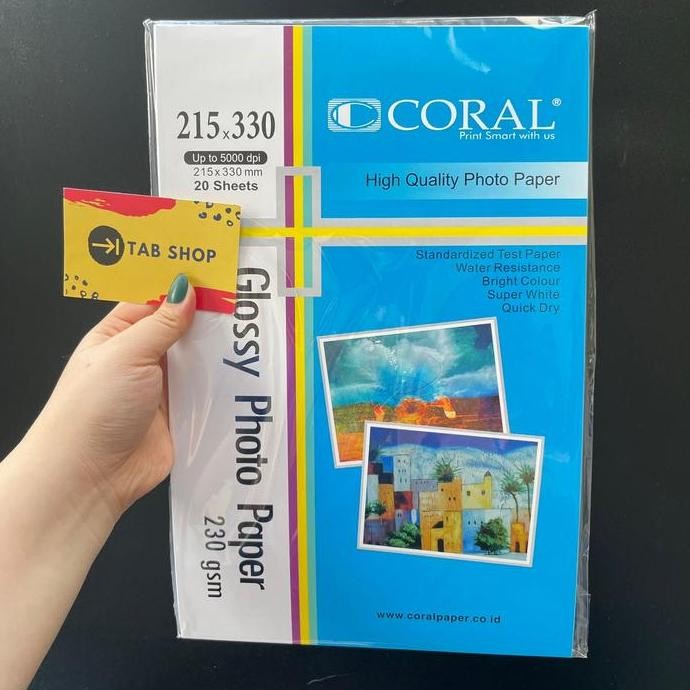 215x330
Up to 5000 dpi
215x330 mm
20 Sheets
TAB SHOP
Glossy Photo Paper
230 gsm
C CORAL®
Print Smart with us
High Quality Photo Paper
Standardized Test Paper
Water Resistance
Bright Colour
Super White
Quick Dry
www.coralpaper.co.id